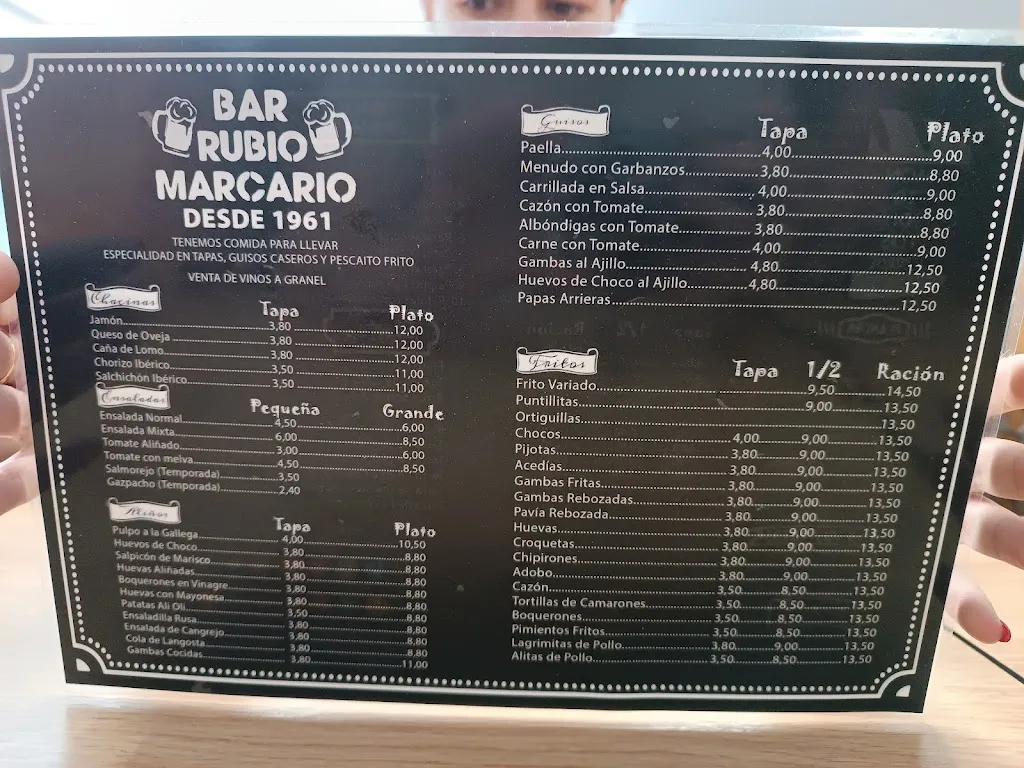 BAR
RUBIO
MARCARIO
DESDE 1961
TENEMOS COMIDA PARA LLEVAR
ESPECIALIDAD EN TAPAS, GUISOS CASEROS Y PESCAITO FRITO
VENTA DE VINOS A GRANEL
Chacinas Tapa Plato
Jamón 3,80 12,00
Queso de Oveja 3,80 12,00
Caña de Lomo 3,80 12,00
Chorizo Ibérico 3,50 11,00
Salchichón Ibérico 3,50 11,00
Ensaladas Pequeña Grande
Ensalada Normal 4,50 6,00
Ensalada Mixta 6,00 8,50
Tomate Aliñado 3,00 6,00
Tomate con melva 4,50 8,50
Salmorejo (Temporada) 3,50
Gazpacho (Temporada) 2,40
Aliños Tapa Plato
Pulpo a la Gallega 4,00 10,50
Huevos de Choco 3,80 8,80
Salpicón de Marisco 3,80 8,80
Huevas Aliñadas 3,80 8,80
Boquerones en Vinagre 3,80 8,80
Huevas con Mayonesa 3,80 8,80
Patatas Ali Oli 3,50 8,80
Ensaladilla Rusa 3,80 8,80
Ensalada de Cangrejo 3,80 8,80
Cola de Langosta 3,80 8,80
Gambas Cocidas 3,80 11,00
Guisos Tapa Plato
Paella 4,00 9,00
Menudo con Garbanzos 3,80 8,80
Carrillada en Salsa 4,00 9,00
Cazón con Tomate 3,80 8,80
Albóndigas con Tomate 3,80 8,80
Carne con Tomate 4,00 9,00
Gambas al Ajillo 4,80 12,50
Huevos de Choco al Ajillo 4,80 12,50
Papas Arrieras 12,50
Fritos Tapa 1/2 Ración
Frito Variado 9,50 14,50
Puntillitas 9,00 13,50
Ortiguillas 13,50
Chocos 4,00 9,00 13,50
Pijotas 3,80 9,00 13,50
Acedías 3,80 9,00 13,50
Gambas Fritas 3,80 9,00 13,50
Gambas Rebozadas 3,80 9,00 13,50
Pavía Rebozada 3,80 9,00 13,50
Huevas 3,80 9,00 13,50
Croquetas 3,80 9,00 13,50
Chipirones 3,80 9,00 13,50
Adobo 3,80 9,00 13,50
Cazón 3,50 8,50 13,50
Tortillas de Camarones 3,50 8,50 13,50
Boquerones 3,50 8,50 13,50
Pimientos Fritos 3,50 8,50 13,50
Lagrimitas de Pollo 3,80 9,00 13,50
Alitas de Pollo 3,50 8,50 13,50